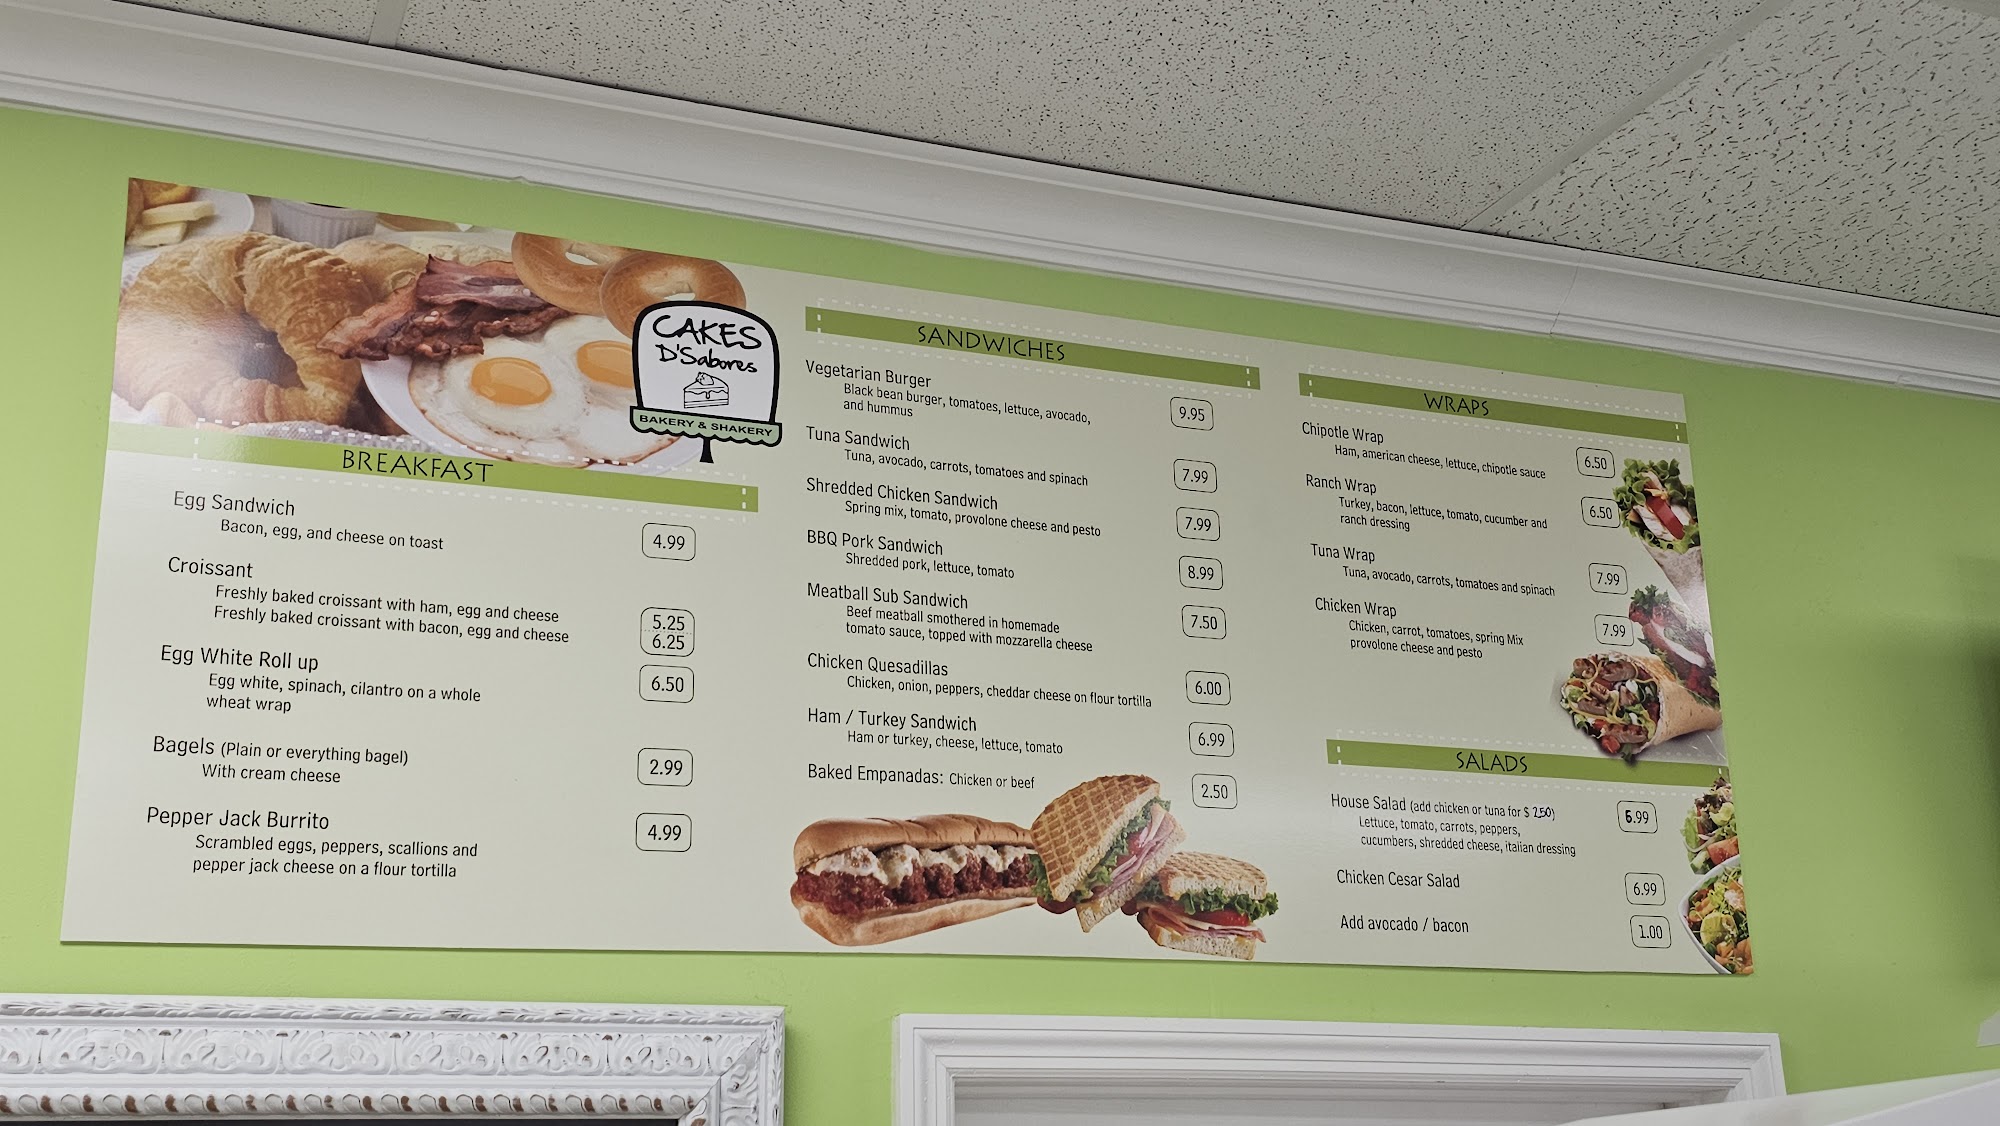 CAKES
D'Sabores
BAKERY & SHAKERY
BREAKFAST
Egg Sandwich
Bacon, egg, and cheese on toast
4.99
Croissant
Freshly baked croissant with ham, egg and cheese
5.25
Freshly baked croissant with bacon, egg and cheese
6.25
Egg White Roll up
6.50
Egg white, spinach, cilantro on a whole
wheat wrap
Bagels (Plain or everything bagel)
2.99
With cream cheese
Pepper Jack Burrito
4.99
Scrambled eggs, peppers, scallions and
pepper jack cheese on a flour tortilla
SANDWICHES
Vegetarian Burger
Black bean burger, tomatoes, lettuce, avocado,
and hummus
9.95
Tuna Sandwich
Tuna, avocado, carrots, tomatoes and spinach
7.99
Shredded Chicken Sandwich
Spring mix, tomato, provolone cheese and pesto
7.99
BBQ Pork Sandwich
Shredded pork, lettuce, tomato
8.99
Meatball Sub Sandwich
Beef meatball smothered in homemade
tomato sauce, topped with mozzarella cheese
7.50
Chicken Quesadillas
Chicken, onion, peppers, cheddar cheese on flour tortilla
6.00
Ham / Turkey Sandwich
Ham or turkey, cheese, lettuce, tomato
6.99
Baked Empanadas: Chicken or beef
2.50
WRAPS
Chipotle Wrap
Ham, american cheese, lettuce, chipotle sauce
6.50
Ranch Wrap
Turkey, bacon, lettuce, tomato, cucumber and
ranch dressing
6.50
Tuna Wrap
Tuna, avocado, carrots, tomatoes and spinach
7.99
Chicken Wrap
Chicken, carrot, tomatoes, spring Mix
provolone cheese and pesto
7.99
SALADS
House Salad (add chicken or tuna for $ 2.50)
Lettuce, tomato, carrots, peppers,
cucumbers, shredded cheese, italian dressing
Chicken Cesar Salad
6.99
Add avocado / bacon
1.00